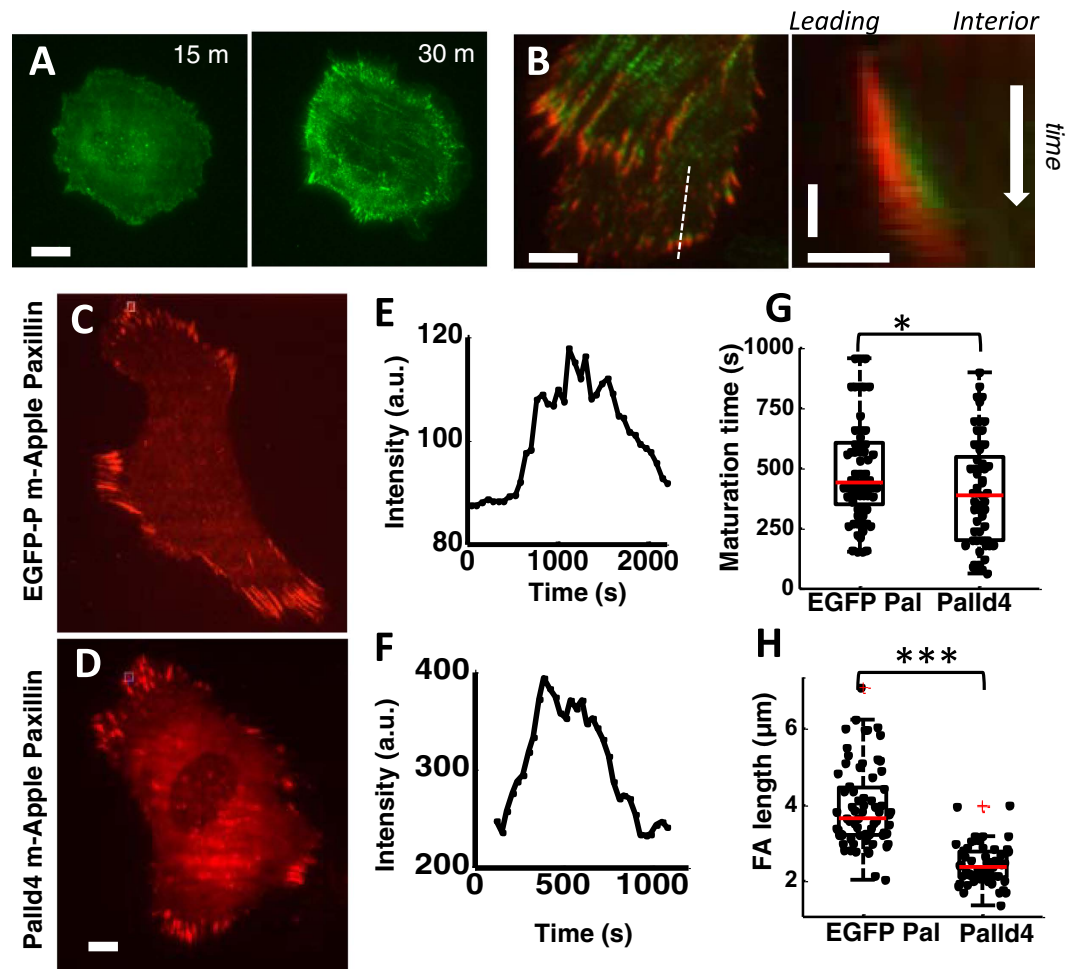 A
15 m
30 m
B
Leading
Interior
time
C
EGFP-P m-Apple Paxillin
D
Palld4 m-Apple Paxillin
E
120
100
80
Intensity (a.u.)
0
1000
2000
Time (s)
F
400
300
200
Intensity (a.u.)
0
500
1000
Time (s)
G
*
1000
750
500
250
0
Maturation time (s)
EGFP Pal
Palld4
H
***
6
4
2
FA length (μm)
EGFP Pal
Palld4